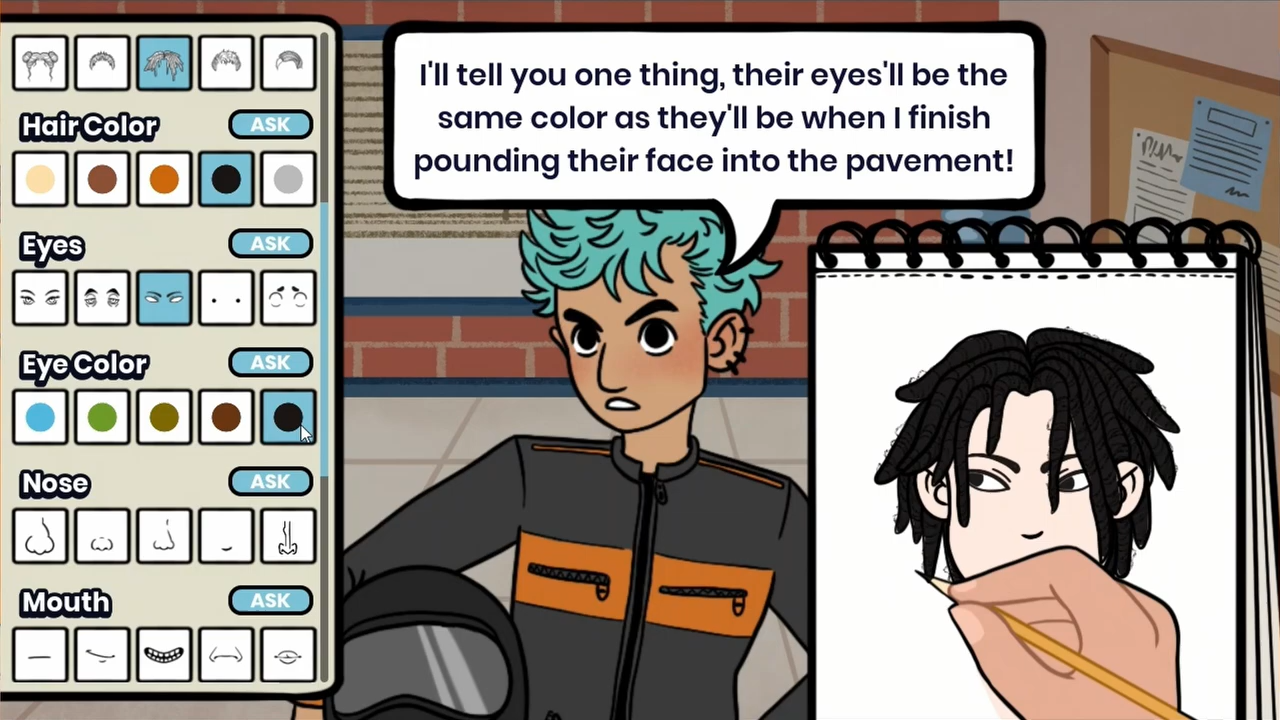 Hair Color
ASK
Eyes
ASK
Eye Color
ASK
Nose
ASK
Mouth
ASK
I'll tell you one thing, their eyes'll be the
same color as they'll be when I finish
pounding their face into the pavement!